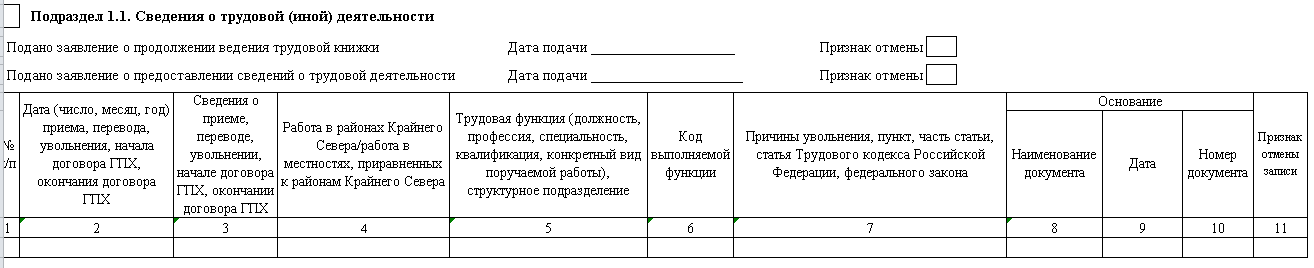 Подраздел 1.1. Сведения о трудовой (иной) деятельности
Подано заявление о продолжении ведения трудовой книжки Дата подачи ____________________ Признак отмены
Подано заявление о предоставлении сведений о трудовой деятельности Дата подачи _____________________ Признак отмены
№
п/п
Дата (число, месяц, год)
приема, перевода,
увольнения, начала
договора ГПХ,
окончания договора
ГПХ
Сведения о
приеме,
переводе,
увольнении,
начале договора
ГПХ, окончании
договора ГПХ
Работа в районах Крайнего
Севера/работа в
местностях, приравненных
к районам Крайнего Севера
Трудовая функция (должность,
профессия, специальность,
квалификация, конкретный вид
поручаемой работы),
структурное подразделение
Код
выполняемой
функции
Причины увольнения, пункт, часть статьи,
статья Трудового кодекса Российской
Федерации, федерального закона
Основание
Наименование
документа
Дата
Номер
документа
Признак
отмены
записи
1 2 3 4 5 6 7 8 9 10 11